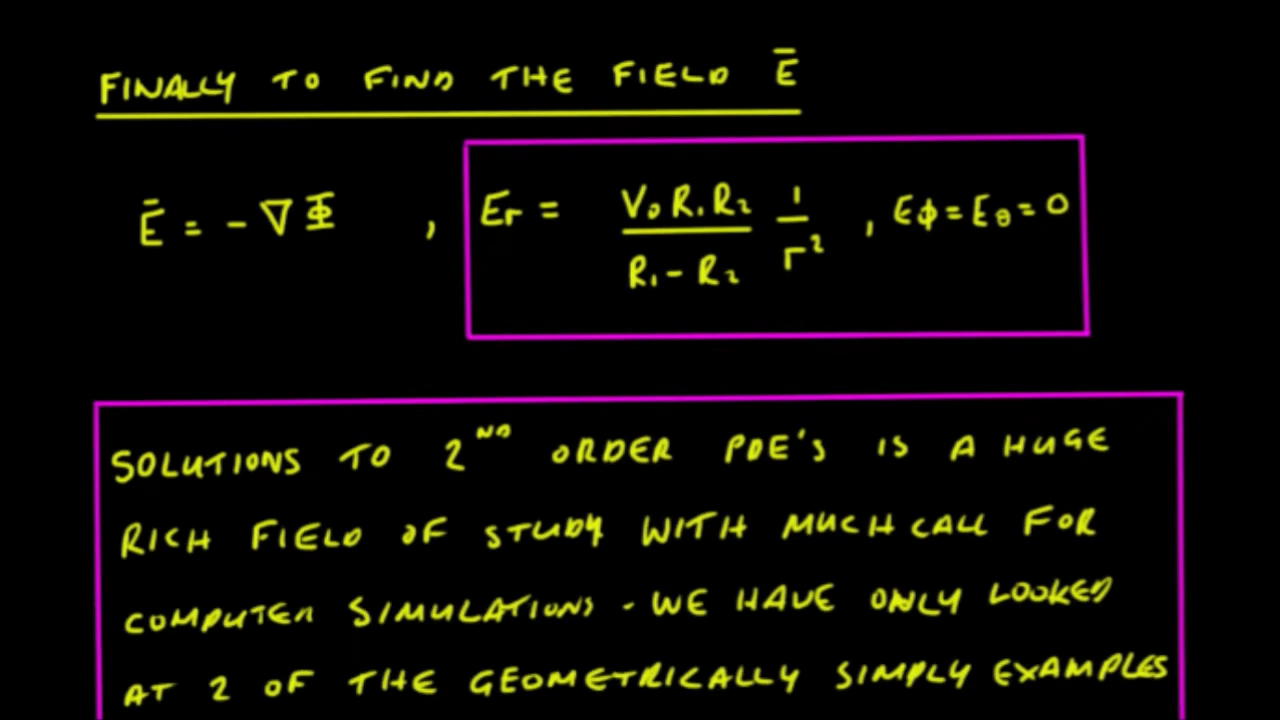 FINALLY TO FIND THE FIELD Ē
Ē = - ∇Φ , Er = V₀R₁R₂/(R₁ - R₂) 1/r² , Eφ = Eθ = 0
SOLUTIONS TO 2ND ORDER PDE'S IS A HUGE
RICH FIELD OF STUDY WITH MUCH CALL FOR
COMPUTER SIMULATIONS - WE HAVE ONLY LOOKED
AT 2 OF THE GEOMETRICALLY SIMPLY EXAMPLES